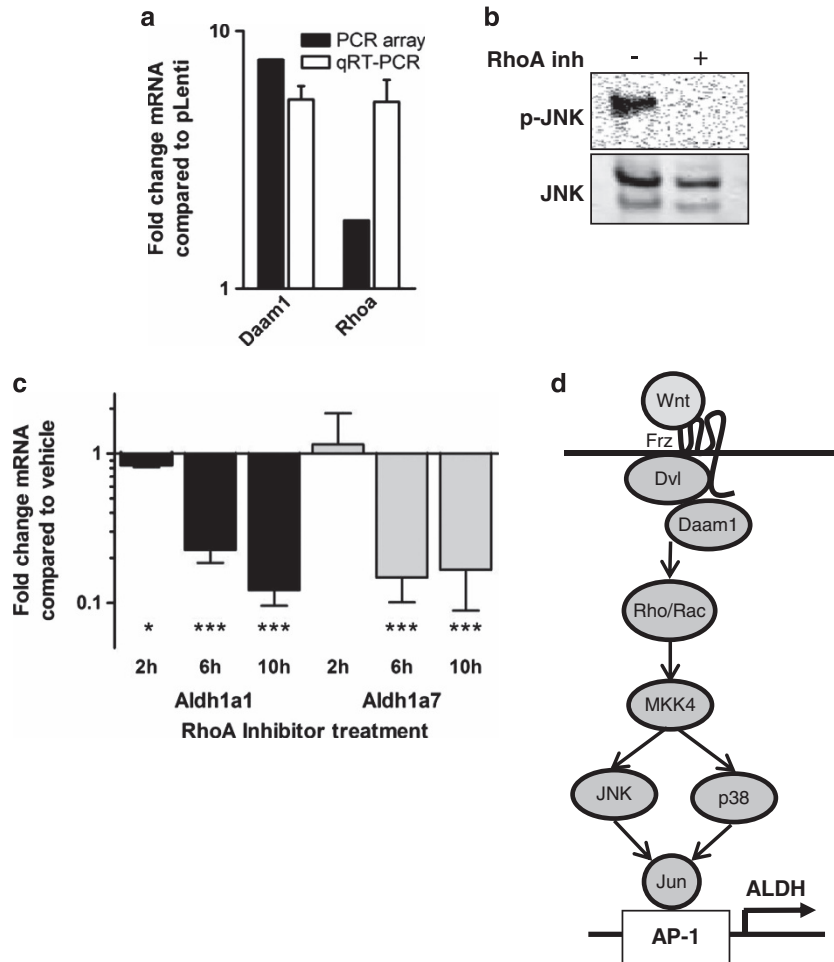 a
10
PCR array
qRT-PCR
Fold change mRNA
compared to pLenti
1
Daam1
Rhoa
b
RhoA inh
-
+
p-JNK
JNK
c
Fold change mRNA
compared to vehicle
1
0.1
* *** *** *** ***
2h 6h 10h 2h 6h 10h
Aldh1a1 Aldh1a7
RhoA Inhibitor treatment
d
Wnt
Frz
Dvl
Daam1
Rho/Rac
MKK4
JNK
p38
Jun
ALDH
AP-1